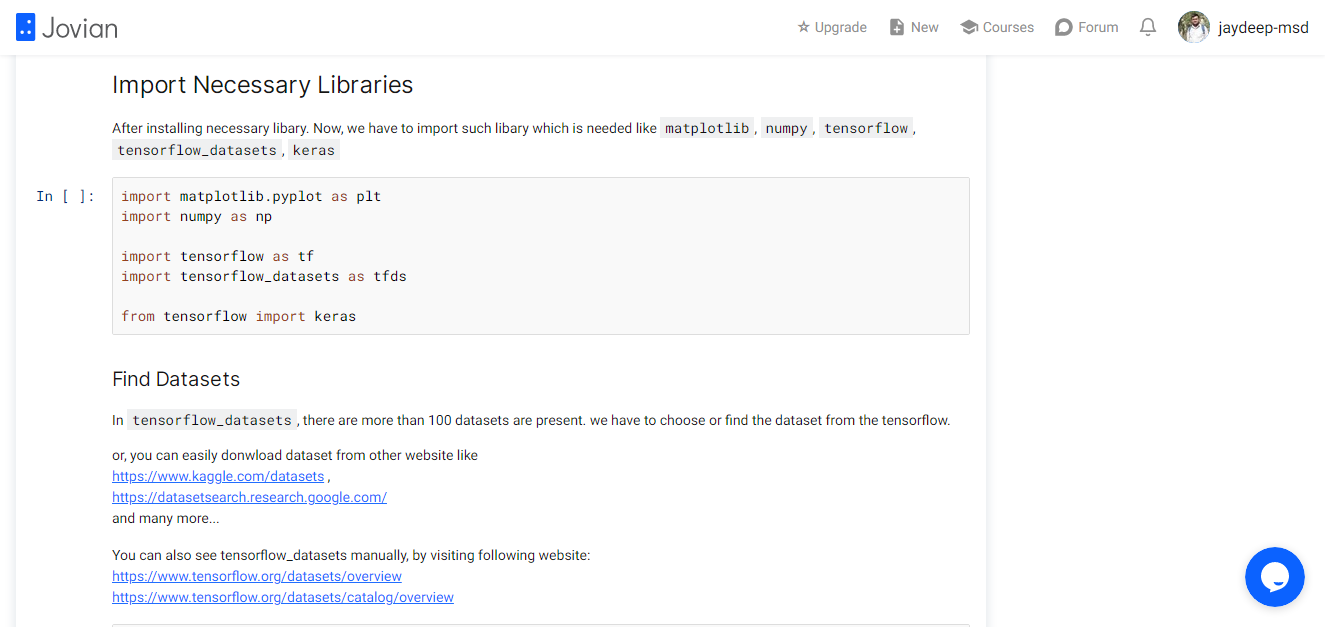 Jovian
Upgrade New Courses Forum jaydeep-msd
Import Necessary Libraries
After installing necessary libary. Now, we have to import such libary which is needed like matplotlib, numpy, tensorflow,
tensorflow_datasets, keras
In [ ]:
import matplotlib.pyplot as plt
import numpy as np
import tensorflow as tf
import tensorflow_datasets as tfds
from tensorflow import keras
Find Datasets
In tensorflow_datasets, there are more than 100 datasets are present. we have to choose or find the dataset from the tensorflow.
or, you can easily donwload dataset from other website like
https://www.kaggle.com/datasets ,
https://datasetsearch.research.google.com/
and many more...
You can also see tensorflow_datasets manually, by visiting following website:
https://www.tensorflow.org/datasets/overview
https://www.tensorflow.org/datasets/catalog/overview